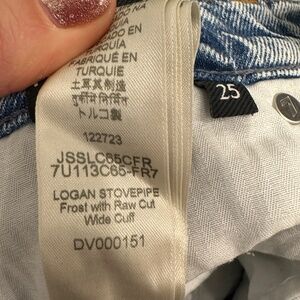 FABRIQUÉ EN
TURQUIE
土耳其制造
トルコ製
122723
JSSLC65CFR
7U113C65-FR7
LOGAN STOVEPIPE
Frost with Raw Cut
Wide Cuff
DV000151
25